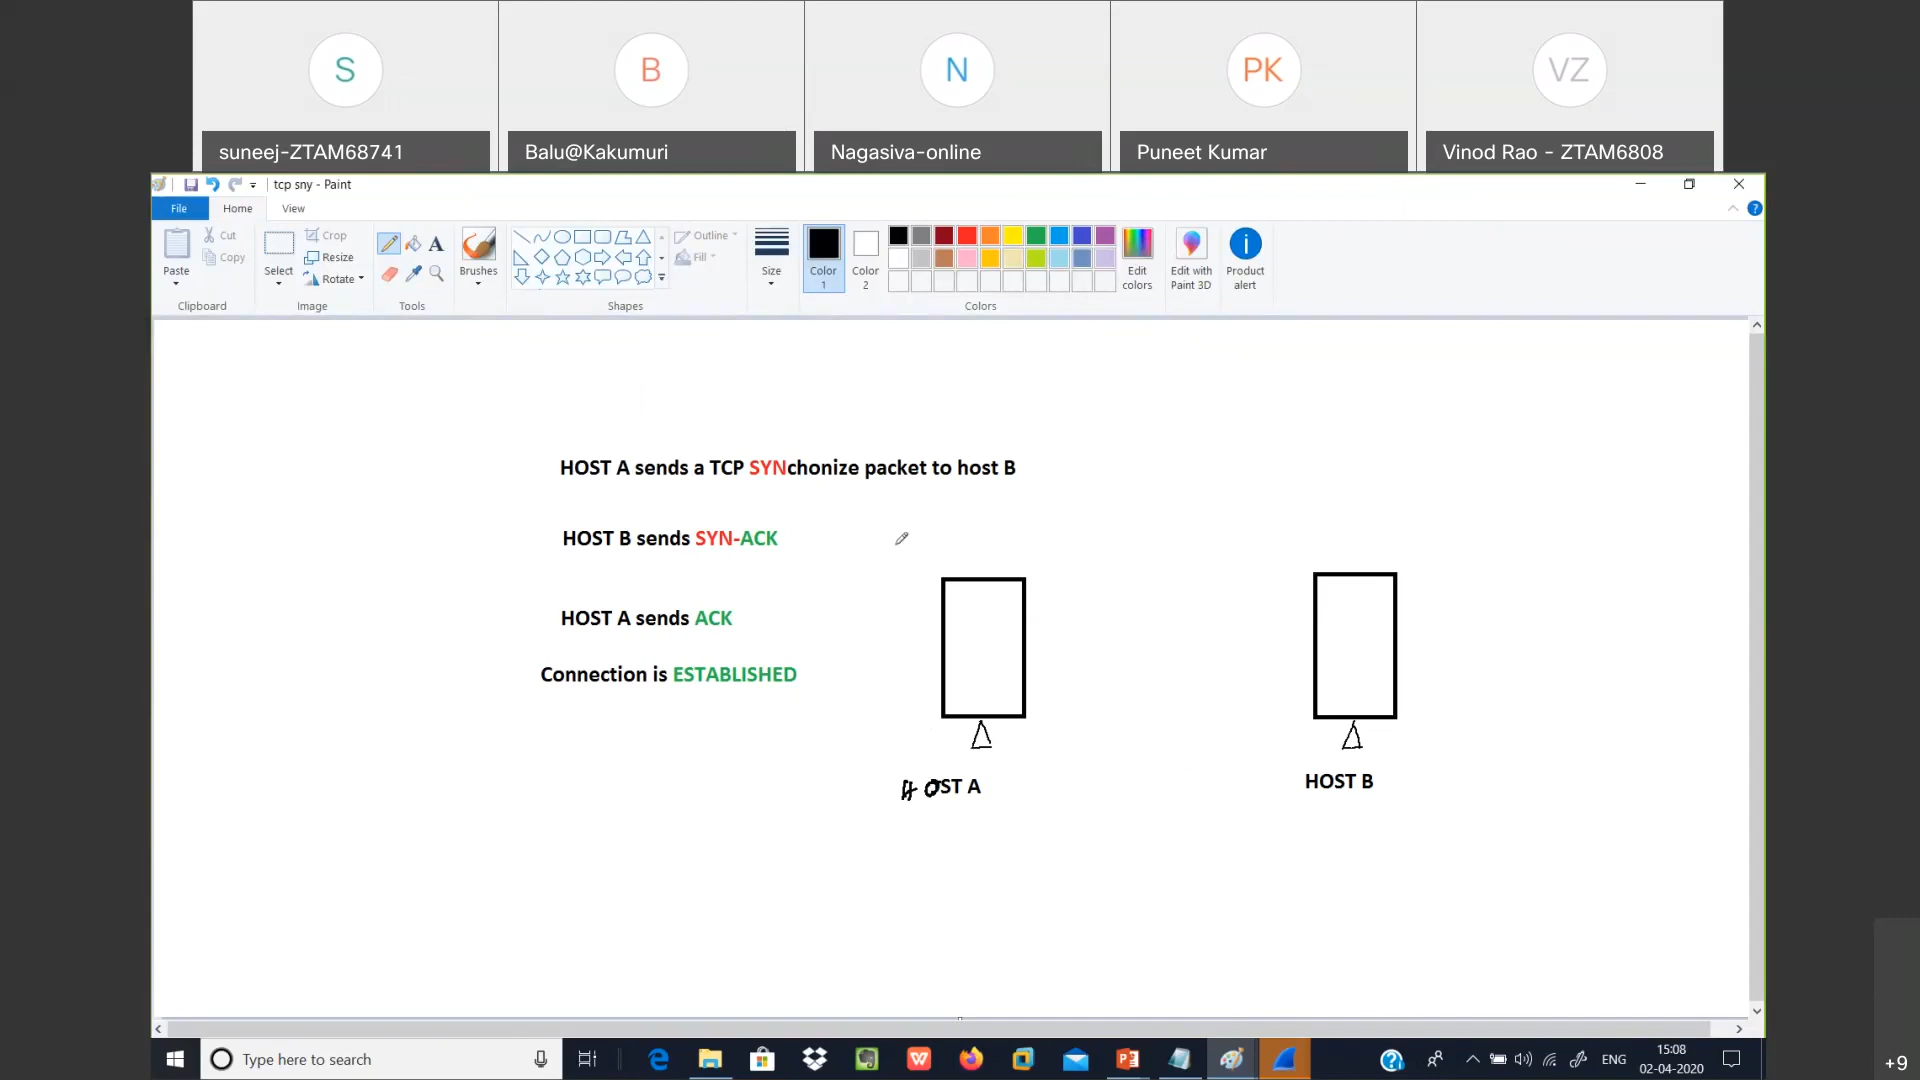 S B N PK VZ
suneej-ZTAM68741 Balu@Kakumuri Nagasiva-online Puneet Kumar Vinod Rao - ZTAM6808
tcp sny - Paint
File Home View
Paste Cut Copy Select Crop Resize Rotate A Brushes Outline Fill Size Color 1 Color 2 Edit colors Edit with Paint 3D Product alert
Clipboard Image Tools Shapes Colors
HOST A sends a TCP SYNchonize packet to host B
HOST B sends SYN-ACK
HOST A sends ACK
Connection is ESTABLISHED
HOST A HOST B
Type here to search ENG 15:08
02-04-2020
+9